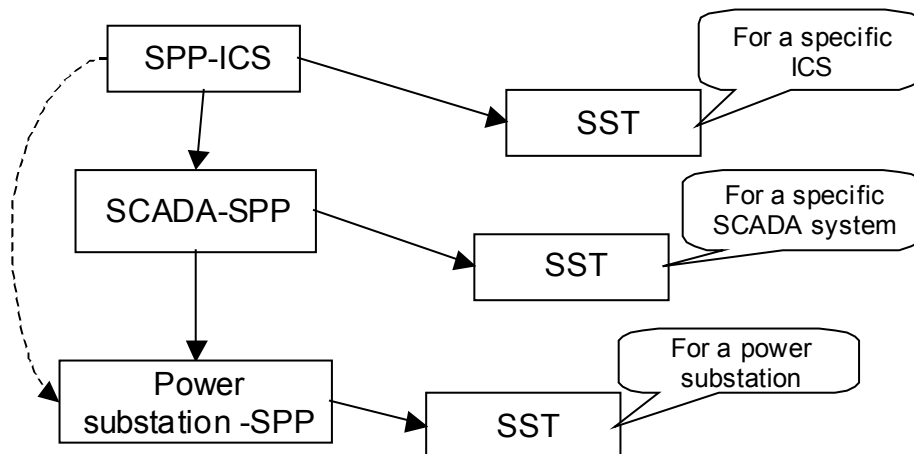 SPP-ICS
For a specific
ICS
SST
SCADA-SPP
For a specific
SCADA system
SST
Power
substation -SPP
For a power
substation
SST